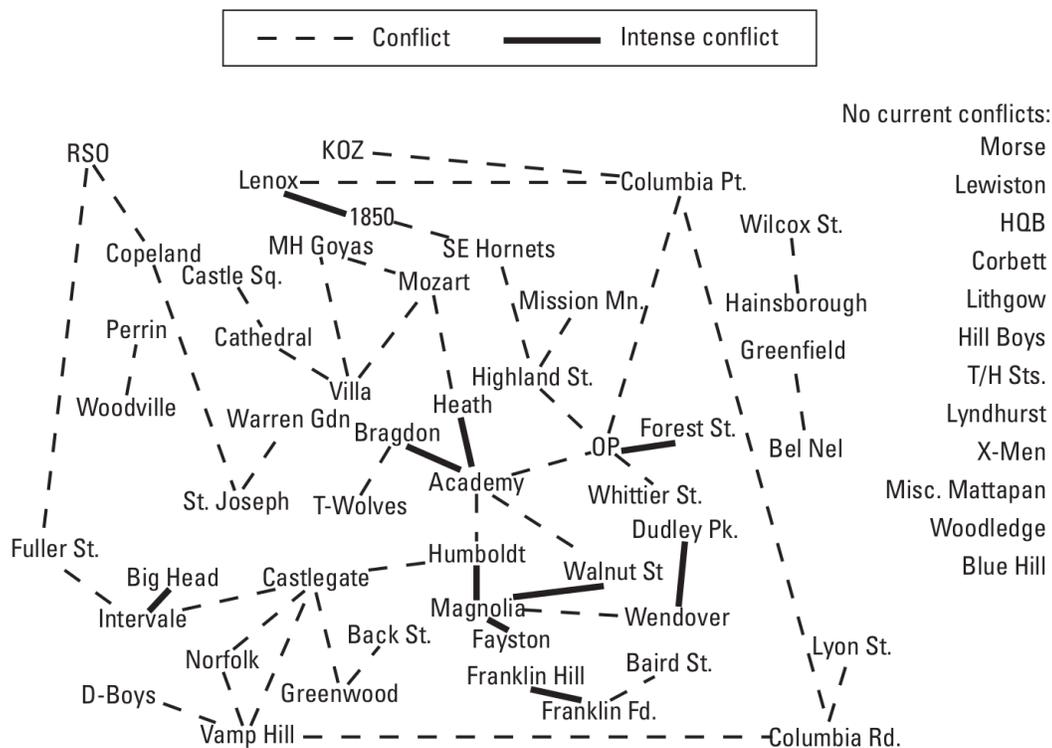 Conflict
Intense conflict
No current conflicts:
RSO
KOZ
Morse
Lenox
Columbia Pt.
Lewiston
1850
Wilcox St.
HQB
Copeland
MH Goyas
SE Hornets
Corbett
Castle Sq.
Mozart
Mission Mn.
Hainsborough
Lithgow
Perrin
Cathedral
Greenfield
Hill Boys
Villa
Highland St.
T/H Sts.
Woodville
Heath
Lyndhurst
Warren Gdn
Bragdon
OP
Forest St.
Bel Nel
X-Men
Academy
St. Joseph
T-Wolves
Whittier St.
Misc. Mattapan
Dudley Pk.
Woodledge
Fuller St.
Humboldt
Big Head
Castlegate
Walnut St
Blue Hill
Intervale
Magnolia
Wendover
Back St.
Fayston
Lyon St.
Norfolk
Franklin Hill
Baird St.
D-Boys
Greenwood
Franklin Fd.
Vamp Hill
Columbia Rd.